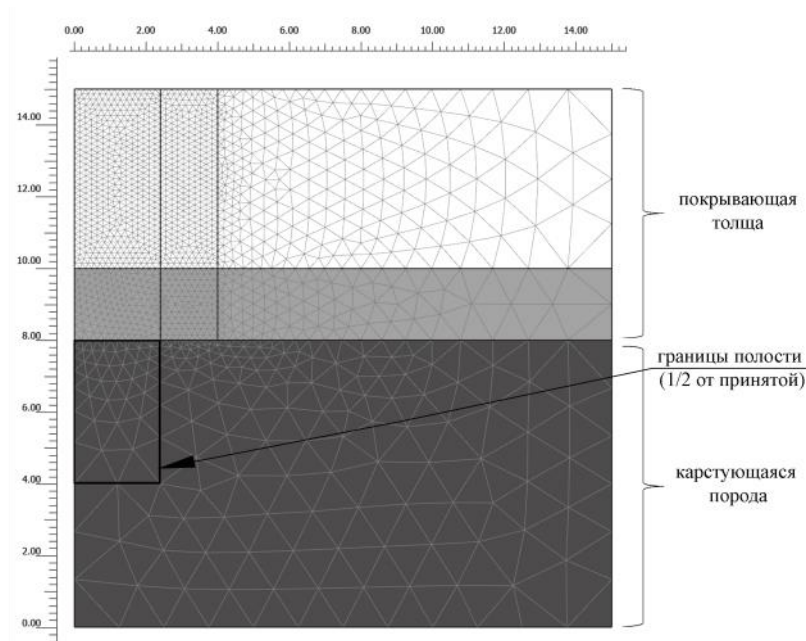 0.00 2.00 4.00 6.00 8.00 10.00 12.00 14.00
14.00
12.00
10.00
8.00
6.00
4.00
2.00
0.00
покрывающая
толща
границы полости
(1/2 от принятой)
карстующаяся
порода